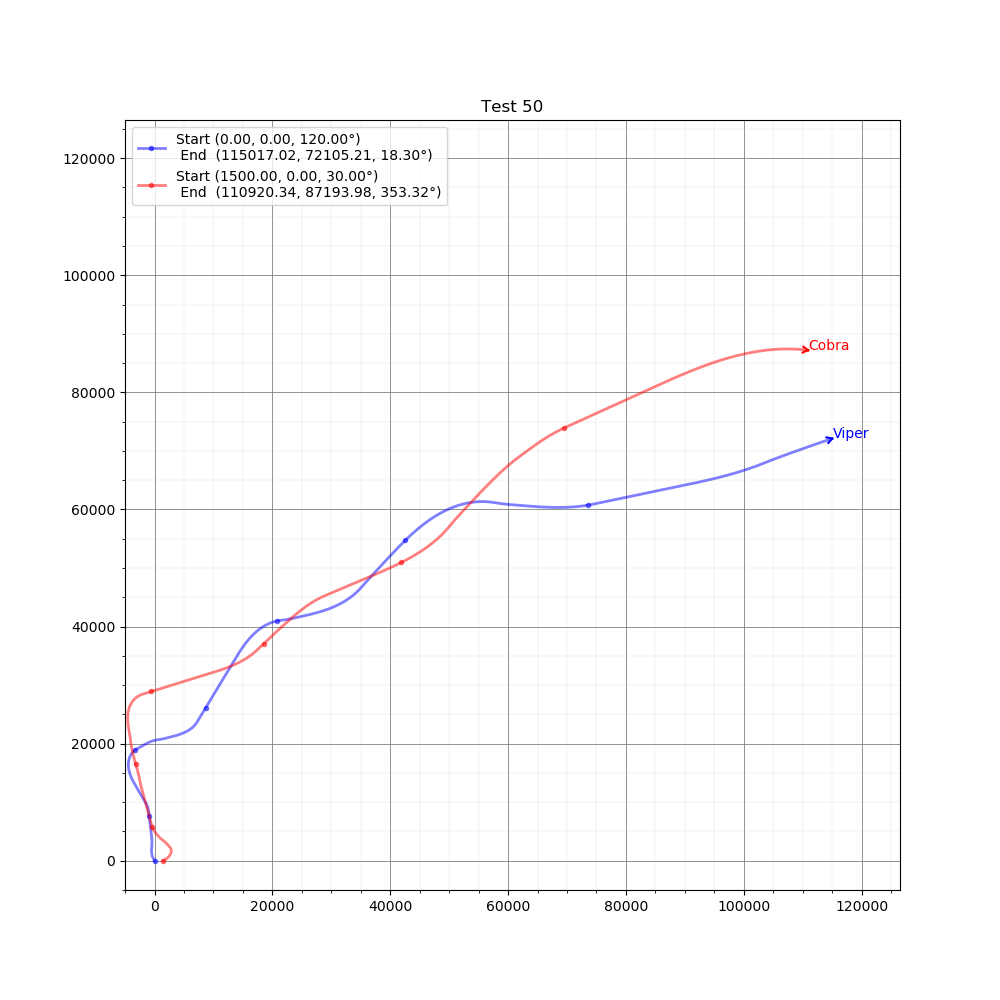 Test 50
Start (0.00, 0.00, 120.00°)
End (115017.02, 72105.21, 18.30°)
Start (1500.00, 0.00, 30.00°)
End (110920.34, 87193.98, 353.32°)
120000
100000
80000
60000
40000
20000
0
Cobra
Viper
0 20000 40000 60000 80000 100000 120000